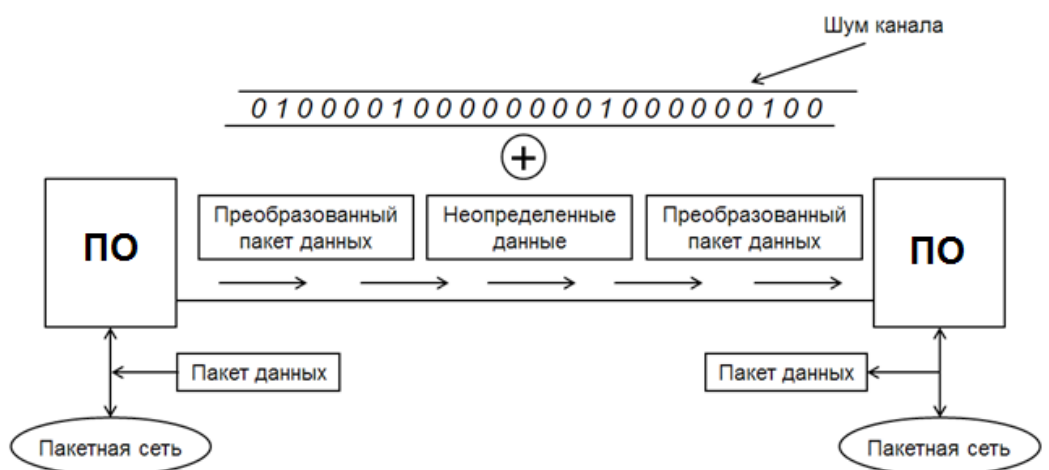 Шум канала
0 1 0 0 0 0 1 0 0 0 0 0 0 0 0 1 0 0 0 0 0 0 1 0 0
ПО
Преобразованный
пакет данных
Неопределенные
данные
Преобразованный
пакет данных
ПО
Пакет данных
Пакет данных
Пакетная сеть
Пакетная сеть